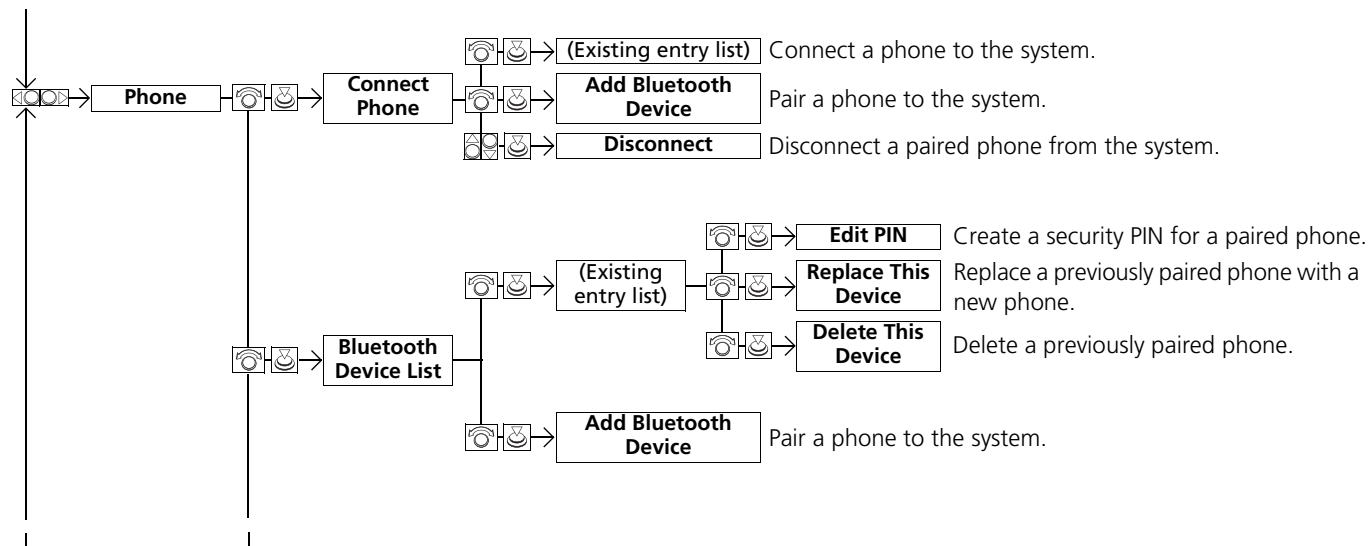 (Existing entry list) Connect a phone to the system.
Phone
Connect
Phone
Add Bluetooth
Device
Pair a phone to the system.
Disconnect
Disconnect a paired phone from the system.
Edit PIN
Create a security PIN for a paired phone.
(Existing
entry list)
Replace This
Device
Replace a previously paired phone with a
new phone.
Delete This
Device
Delete a previously paired phone.
Bluetooth
Device List
Add Bluetooth
Device
Pair a phone to the system.